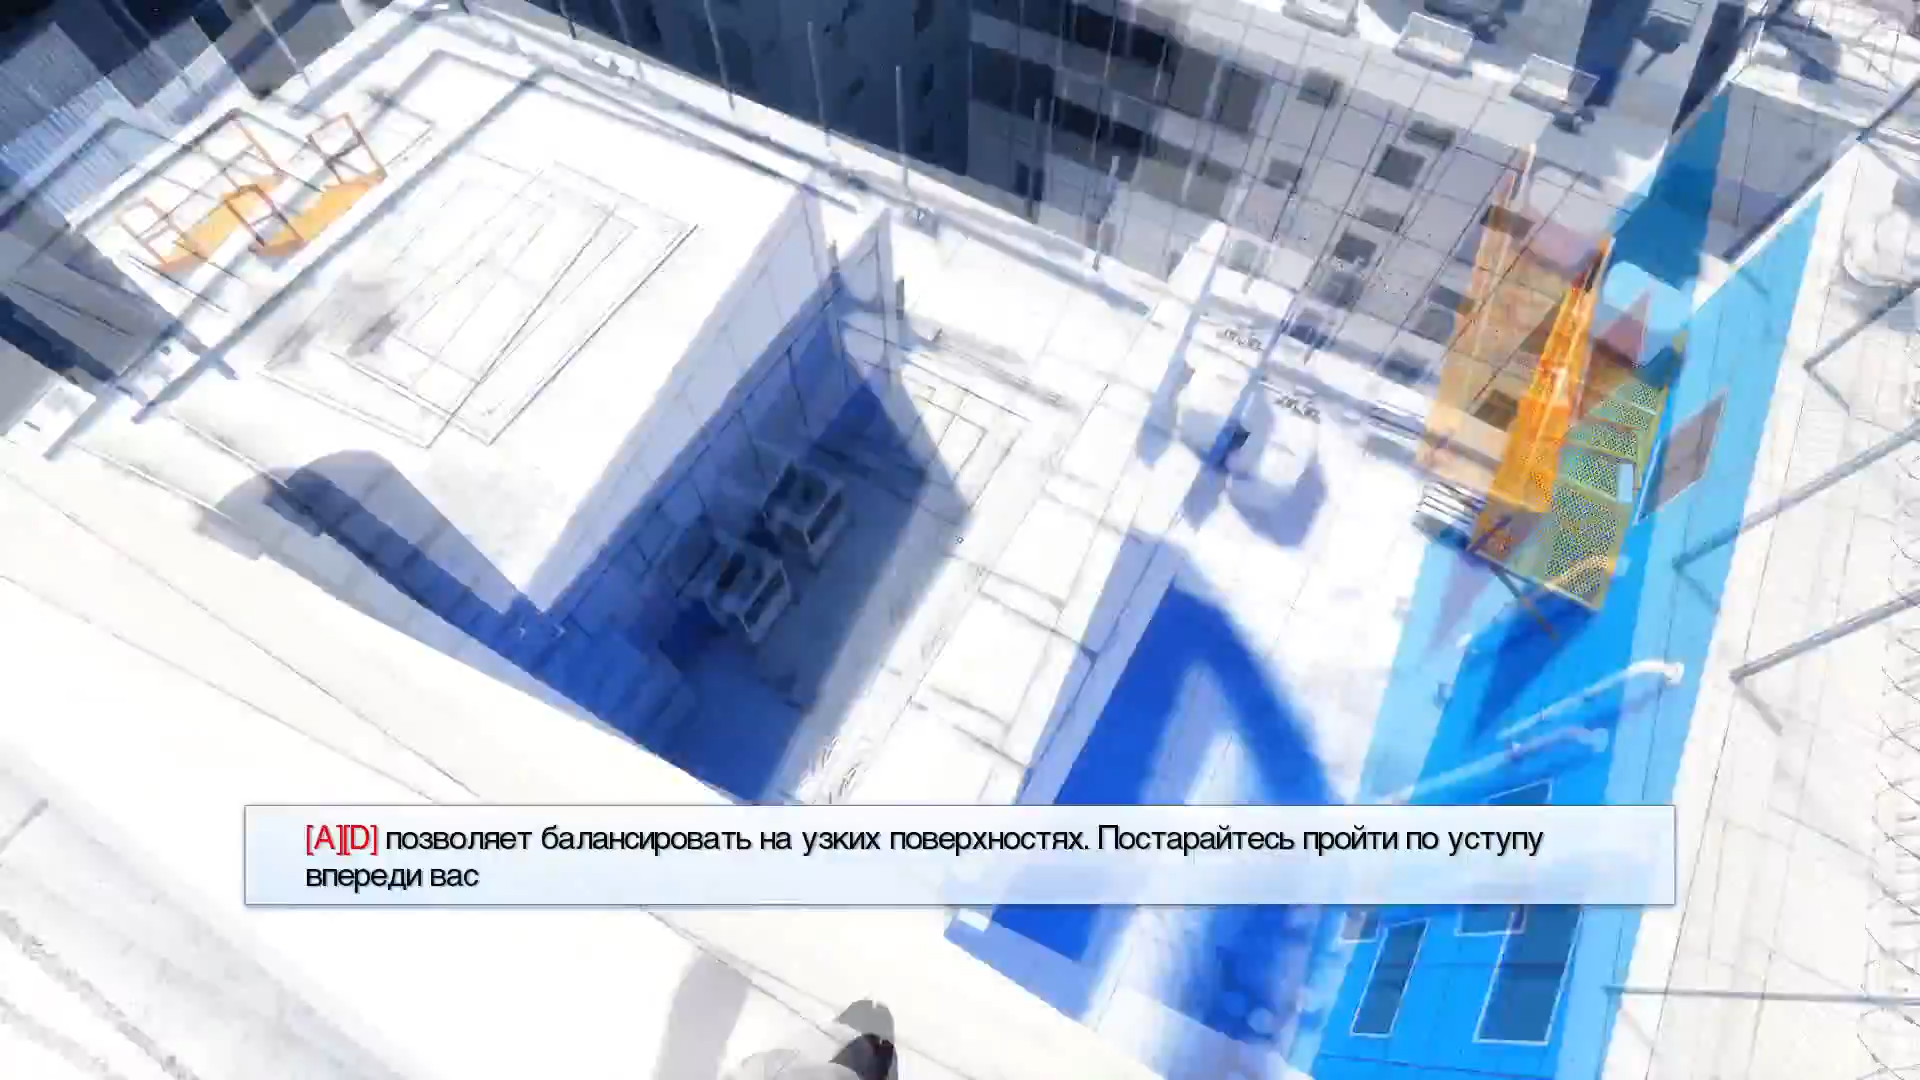 [A][D] позволяет балансировать на узких поверхностях. Постарайтесь пройти по уступу
впереди вас